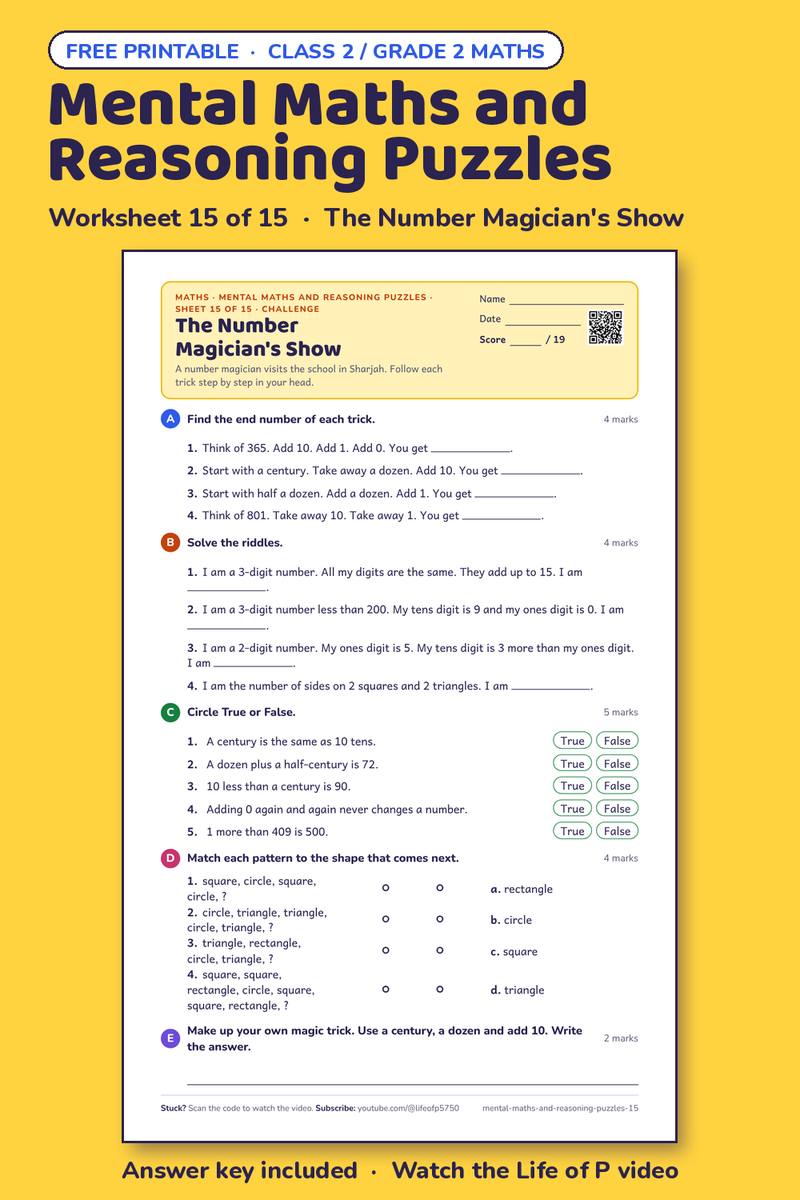 FREE PRINTABLE · CLASS 2 / GRADE 2 MATHS
Mental Maths and
Reasoning Puzzles
Worksheet 15 of 15 · The Number Magician's Show
MATHS · MENTAL MATHS AND REASONING PUZZLES ·
SHEET 15 OF 15 · CHALLENGE
The Number
Magician's Show
A number magician visits the school in Sharjah. Follow each
trick step by step in your head.
Name ____________
Date ____________
Score ______ / 19
A Find the end number of each trick. 4 marks
1. Think of 365. Add 10. Add 1. Add 0. You get ____________.
2. Start with a century. Take away a dozen. Add 10. You get ____________.
3. Start with half a dozen. Add a dozen. Add 1. You get ____________.
4. Think of 801. Take away 10. Take away 1. You get ____________.
B Solve the riddles. 4 marks
1. I am a 3-digit number. All my digits are the same. They add up to 15. I am
____________.
2. I am a 3-digit number less than 200. My tens digit is 9 and my ones digit is 0. I am
____________.
3. I am a 2-digit number. My ones digit is 5. My tens digit is 3 more than my ones digit.
I am ____________.
4. I am the number of sides on 2 squares and 2 triangles. I am ____________.
C Circle True or False. 5 marks
1. A century is the same as 10 tens. True False
2. A dozen plus a half-century is 72. True False
3. 10 less than a century is 90. True False
4. Adding 0 again and again never changes a number. True False
5. 1 more than 409 is 500. True False
D Match each pattern to the shape that comes next. 4 marks
1. square, circle, square,
circle, ?
a. rectangle
2. circle, triangle, triangle,
circle, triangle, ?
b. circle
3. triangle, rectangle,
circle, triangle, ?
c. square
4. square, square,
rectangle, circle, square,
square, rectangle, ?
d. triangle
E Make up your own magic trick. Use a century, a dozen and add 10. Write
the answer. 2 marks
Stuck? Scan the code to watch the video. Subscribe: youtube.com/@lifeofp5750 mental-maths-and-reasoning-puzzles-15
Answer key included · Watch the Life of P video